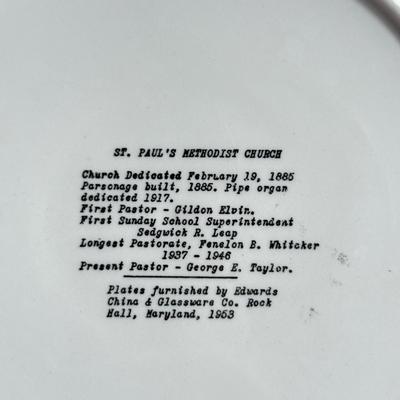 ST. PAUL'S METHODIST CHURCH
Church Dedicated February 19, 1885
Parsonage built, 1885. Pipe organ
dedicated 1917.
First Pastor - Gildon Elvin.
First Sunday School Superintendent
Sedgwick R. Leap
Longest Pastorate, Fenelon B. Whitcker
1937 - 1946
Present Pastor - George E. Taylor.
Plates furnished by Edwards
China & Glassware Co. Rock
Hall, Maryland, 1953